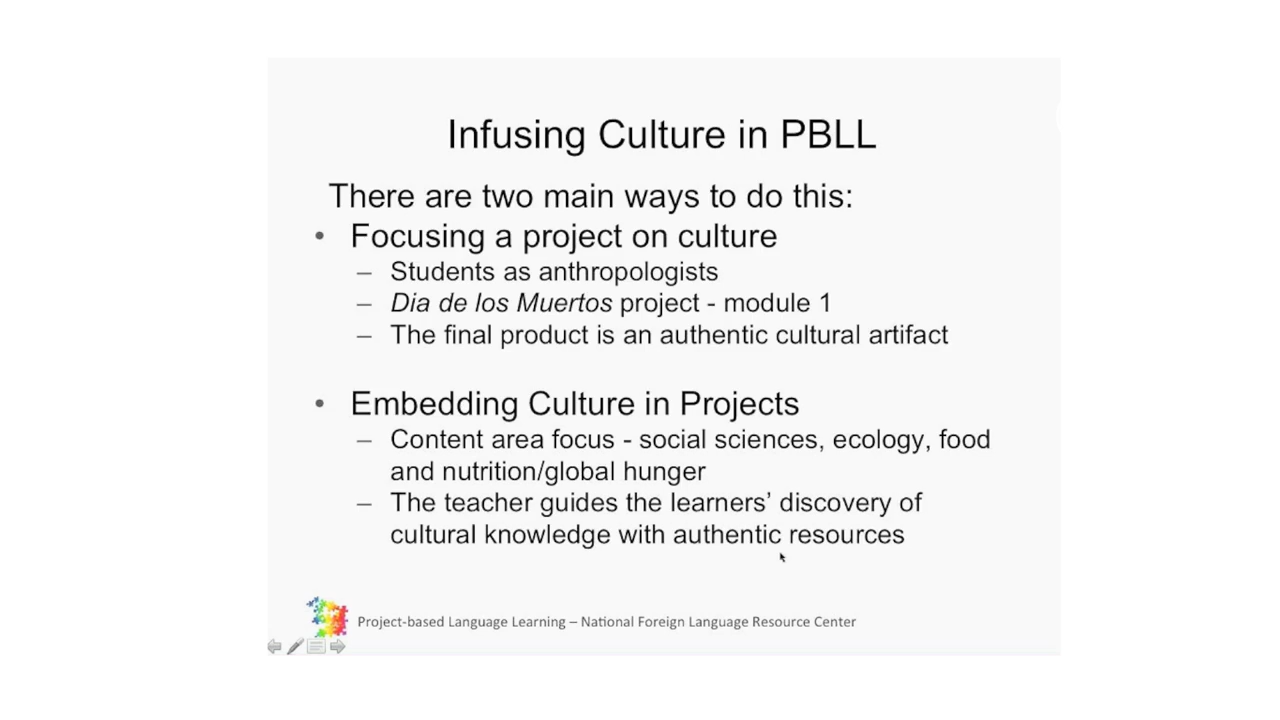 Infusing Culture in PBLL
There are two main ways to do this:
• Focusing a project on culture
– Students as anthropologists
– Dia de los Muertos project - module 1
– The final product is an authentic cultural artifact
• Embedding Culture in Projects
– Content area focus - social sciences, ecology, food
and nutrition/global hunger
– The teacher guides the learners’ discovery of
cultural knowledge with authentic resources
Project-based Language Learning – National Foreign Language Resource Center